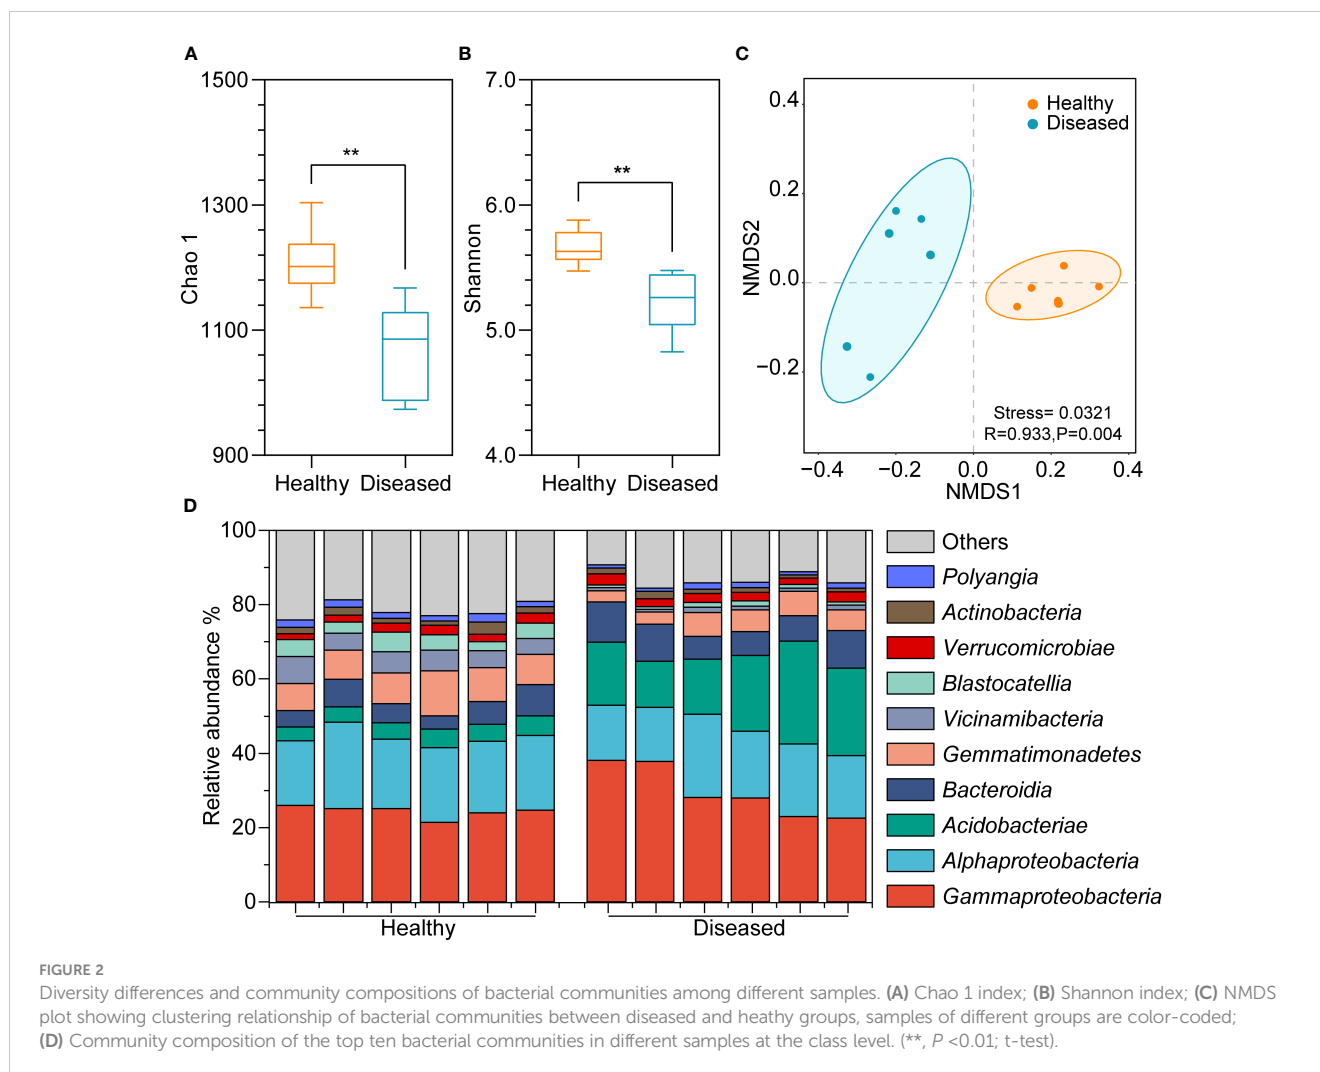 A
1500
1300
1100
900
Chao 1
**
Healthy Diseased
B
7.0
6.0
5.0
4.0
Shannon
**
Healthy Diseased
C
0.4
0.2
0.0
−0.2
NMDS2
Healthy
Diseased
Stress= 0.0321
R=0.933,P=0.004
−0.4 −0.2 0.0 0.2 0.4
NMDS1
D
100
80
60
40
20
0
Relative abundance %
Healthy
Diseased
Others
Polyangia
Actinobacteria
Verrucomicrobiae
Blastocatellia
Vicinamibacteria
Gemmatimonadetes
Bacteroidia
Acidobacteriae
Alphaproteobacteria
Gammaproteobacteria
FIGURE 2
Diversity differences and community compositions of bacterial communities among different samples. (A) Chao 1 index; (B) Shannon index; (C) NMDS
plot showing clustering relationship of bacterial communities between diseased and heathy groups, samples of different groups are color-coded;
(D) Community composition of the top ten bacterial communities in different samples at the class level. (**, P <0.01; t-test).